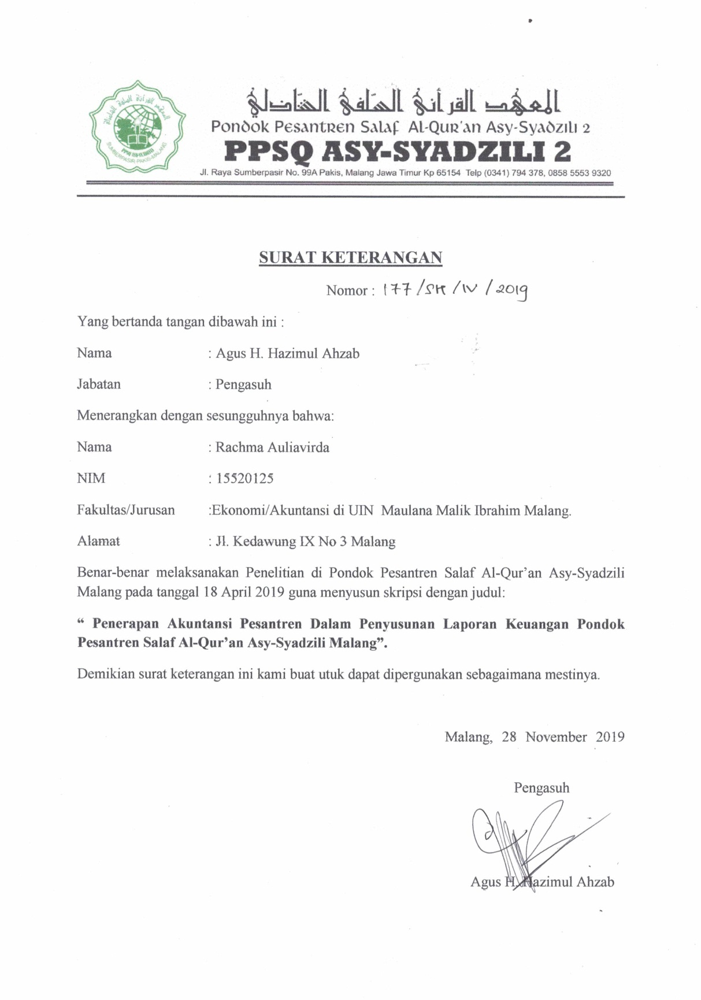 المعهد القرأني السلفي الشاذلي
Pondok Pesantren Salaf Al-Qur'an Asy-Syadzili 2
PPSQ ASY-SYADZILI 2
Jl. Raya Sumberpasir No. 99A Pakis, Malang Jawa Timur Kp 65154 Telp (0341) 794 378, 0858 5553 9320
PPSQ ASY-SYADZILI
SUMBERPASIR-PAKIS-MALANG
SURAT KETERANGAN
Nomor : 177/SK/IV/2019
Yang bertanda tangan dibawah ini :
Nama : Agus H. Hazimul Ahzab
Jabatan : Pengasuh
Menerangkan dengan sesungguhnya bahwa:
Nama : Rachma Auliavirda
NIM : 15520125
Fakultas/Jurusan :Ekonomi/Akuntansi di UIN Maulana Malik Ibrahim Malang.
Alamat : Jl. Kedawung IX No 3 Malang
Benar-benar melaksanakan Penelitian di Pondok Pesantren Salaf Al-Qur'an Asy-Syadzili
Malang pada tanggal 18 April 2019 guna menyusun skripsi dengan judul:
“ Penerapan Akuntansi Pesantren Dalam Penyusunan Laporan Keuangan Pondok
Pesantren Salaf Al-Qur'an Asy-Syadzili Malang”.
Demikian surat keterangan ini kami buat utuk dapat dipergunakan sebagaimana mestinya.
Malang, 28 November 2019
Pengasuh
Agus H. Hazimul Ahzab